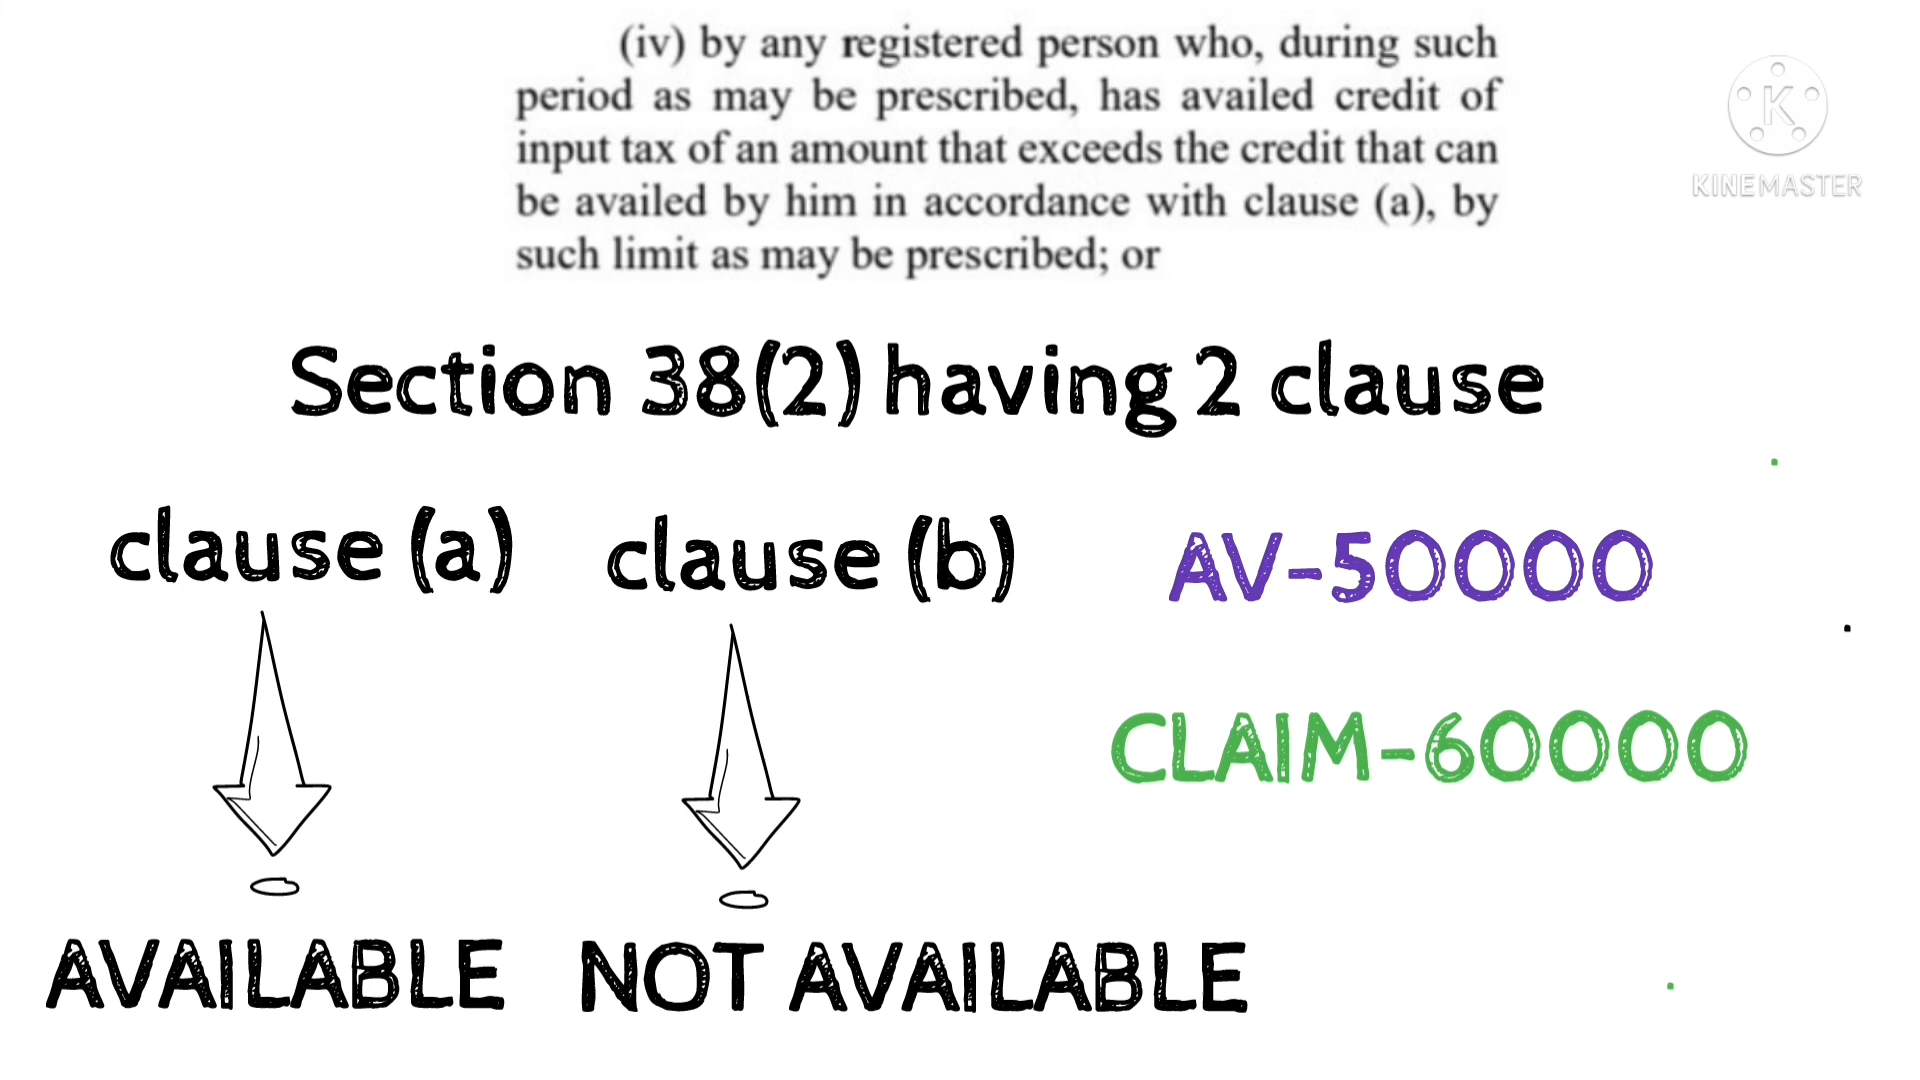 (iv) by any registered person who, during such
period as may be prescribed, has availed credit of
input tax of an amount that exceeds the credit that can
be availed by him in accordance with clause (a), by
such limit as may be prescribed; or
K
KINEMASTER
Section 38(2) having 2 clause
clause (a)
clause (b)
AV-50000
CLAIM-60000
AVAILABLE
NOT AVAILABLE